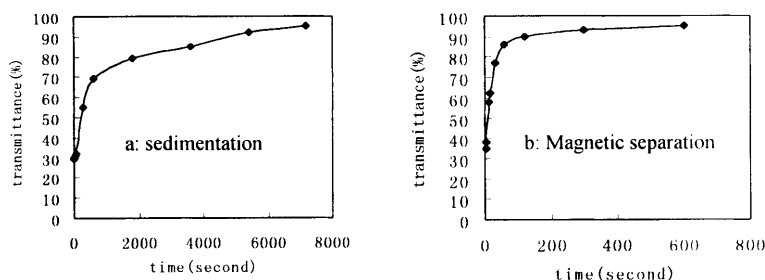 100
90
80
70
60
50
40
30
20
10
0
transmittance(%)
a: sedimentation
0 2000 4000 6000 8000
time(second)
100
90
80
70
60
50
40
30
20
10
0
transmittance(%)
b: Magnetic separation
0 200 400 600 800
time(second)